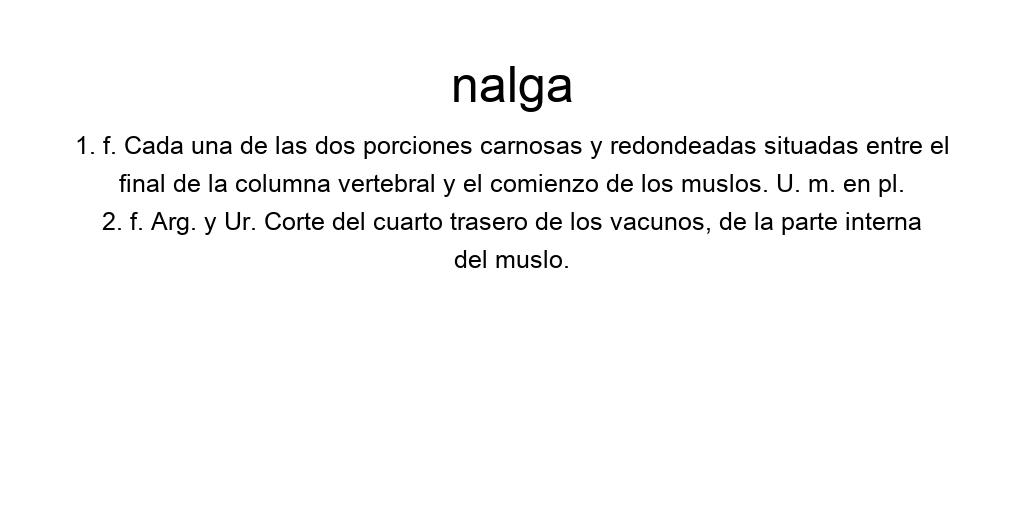 nalga
1. f. Cada una de las dos porciones carnosas y redondeadas situadas entre el
final de la columna vertebral y el comienzo de los muslos. U. m. en pl.
2. f. Arg. y Ur. Corte del cuarto trasero de los vacunos, de la parte interna
del muslo.